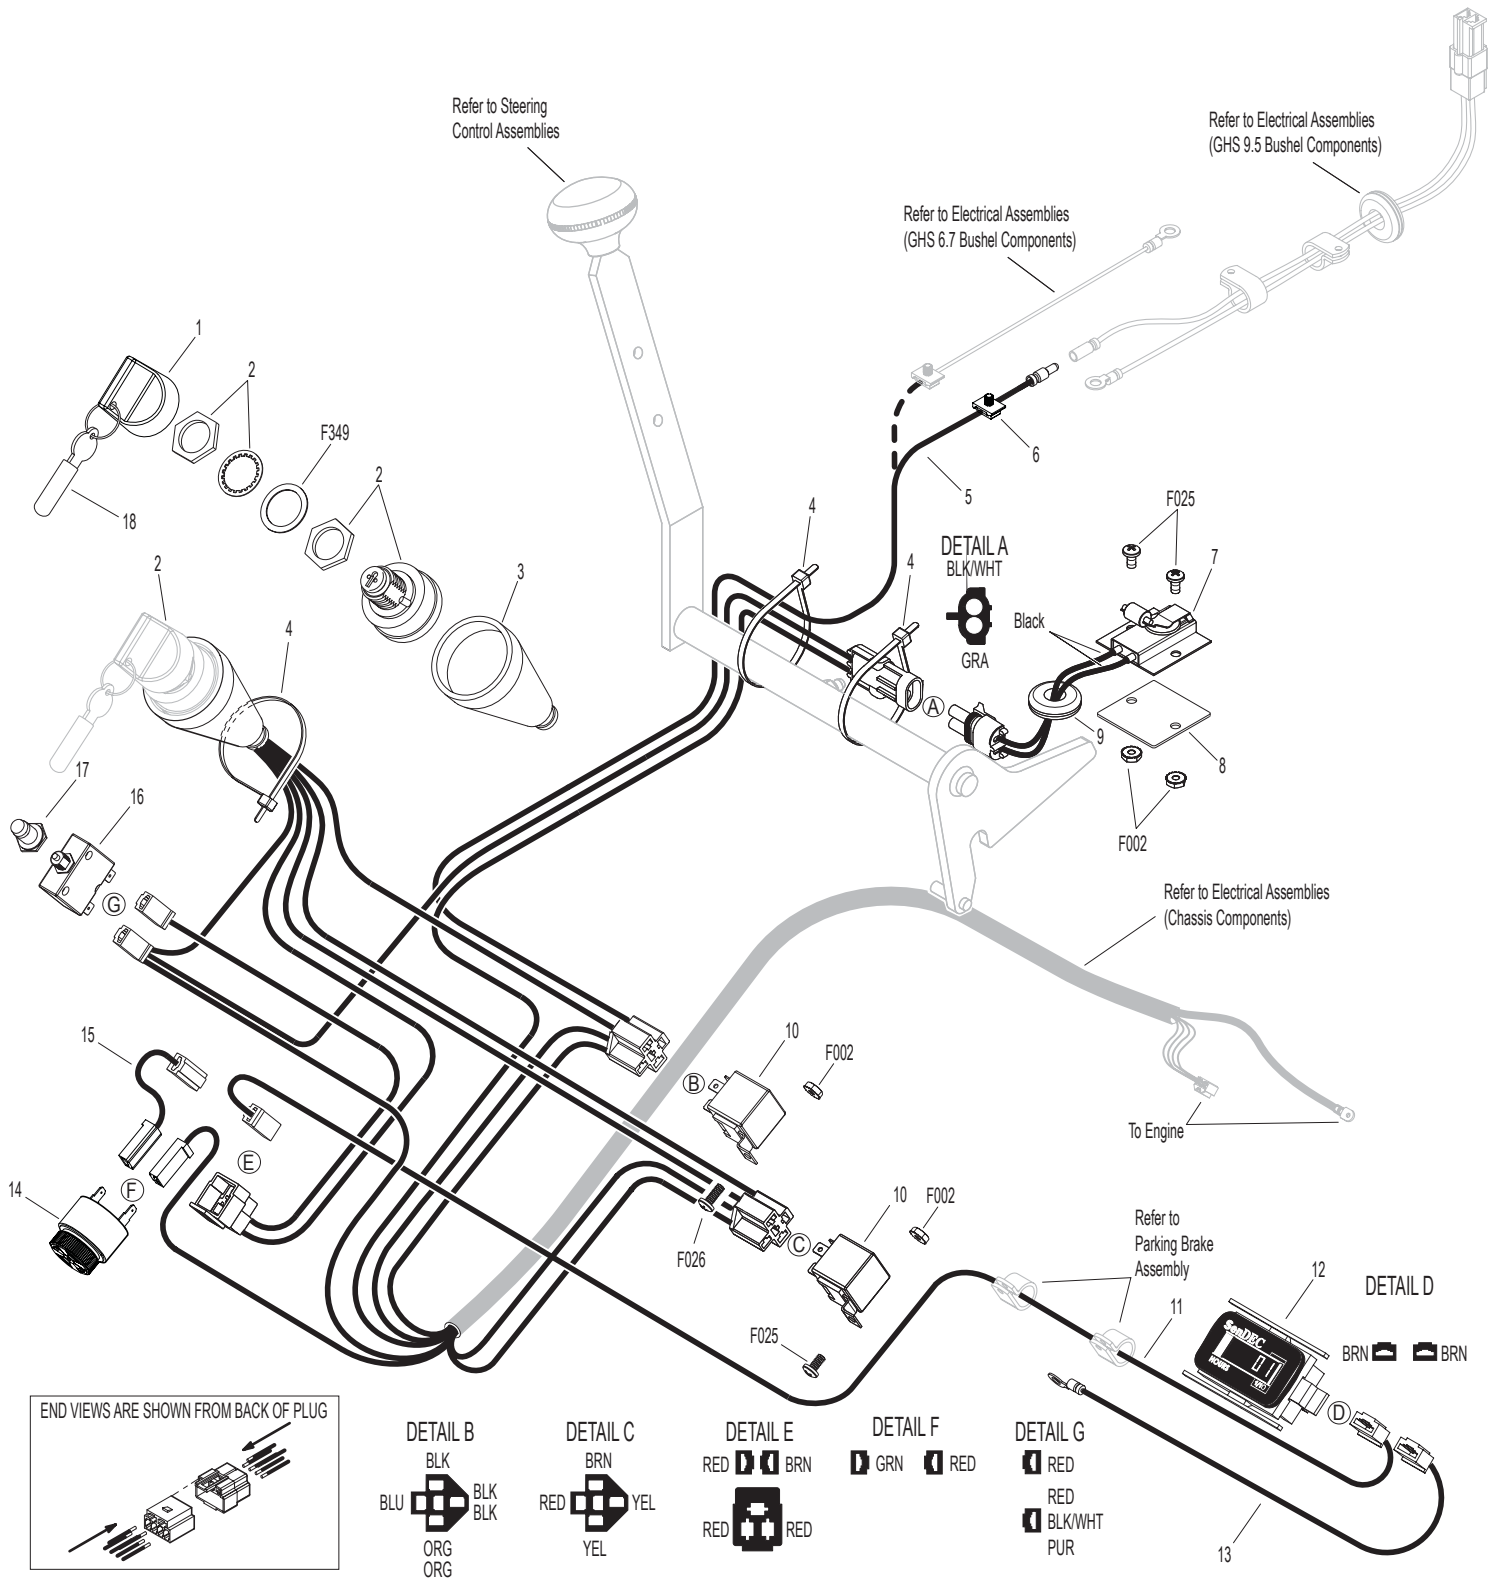 Refer to Steering
Control Assemblies
Refer to Electrical Assemblies
(GHS 9.5 Bushel Components)
Refer to Electrical Assemblies
(GHS 6.7 Bushel Components)
1
2
F349
2
18
6
5
F025
4
4
DETAIL A
BLK/WHT
GRA
7
Black
2
3
4
A
9
8
F002
17
16
G
Refer to Electrical Assemblies
(Chassis Components)
15
10
F002
B
To Engine
E
14
F
10
F002
C
F026
Refer to
Parking Brake
Assembly
12
DETAIL D
11
BRN
BRN
SenDEC
HOURS
F025
D
END VIEWS ARE SHOWN FROM BACK OF PLUG
DETAIL B
BLK
BLU
BLK
BLK
ORG
ORG
DETAIL C
BRN
RED
YEL
YEL
DETAIL E
RED
BRN
RED
RED
DETAIL F
GRN
RED
DETAIL G
RED
RED
BLK/WHT
PUR
13